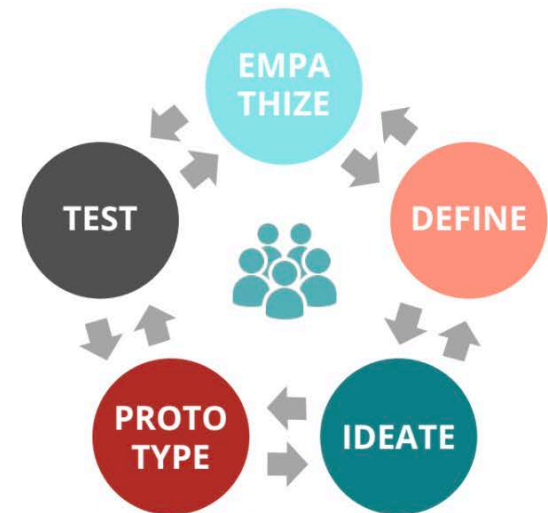 EMPA
THIZE
DEFINE
IDEATE
PROTO
TYPE
TEST